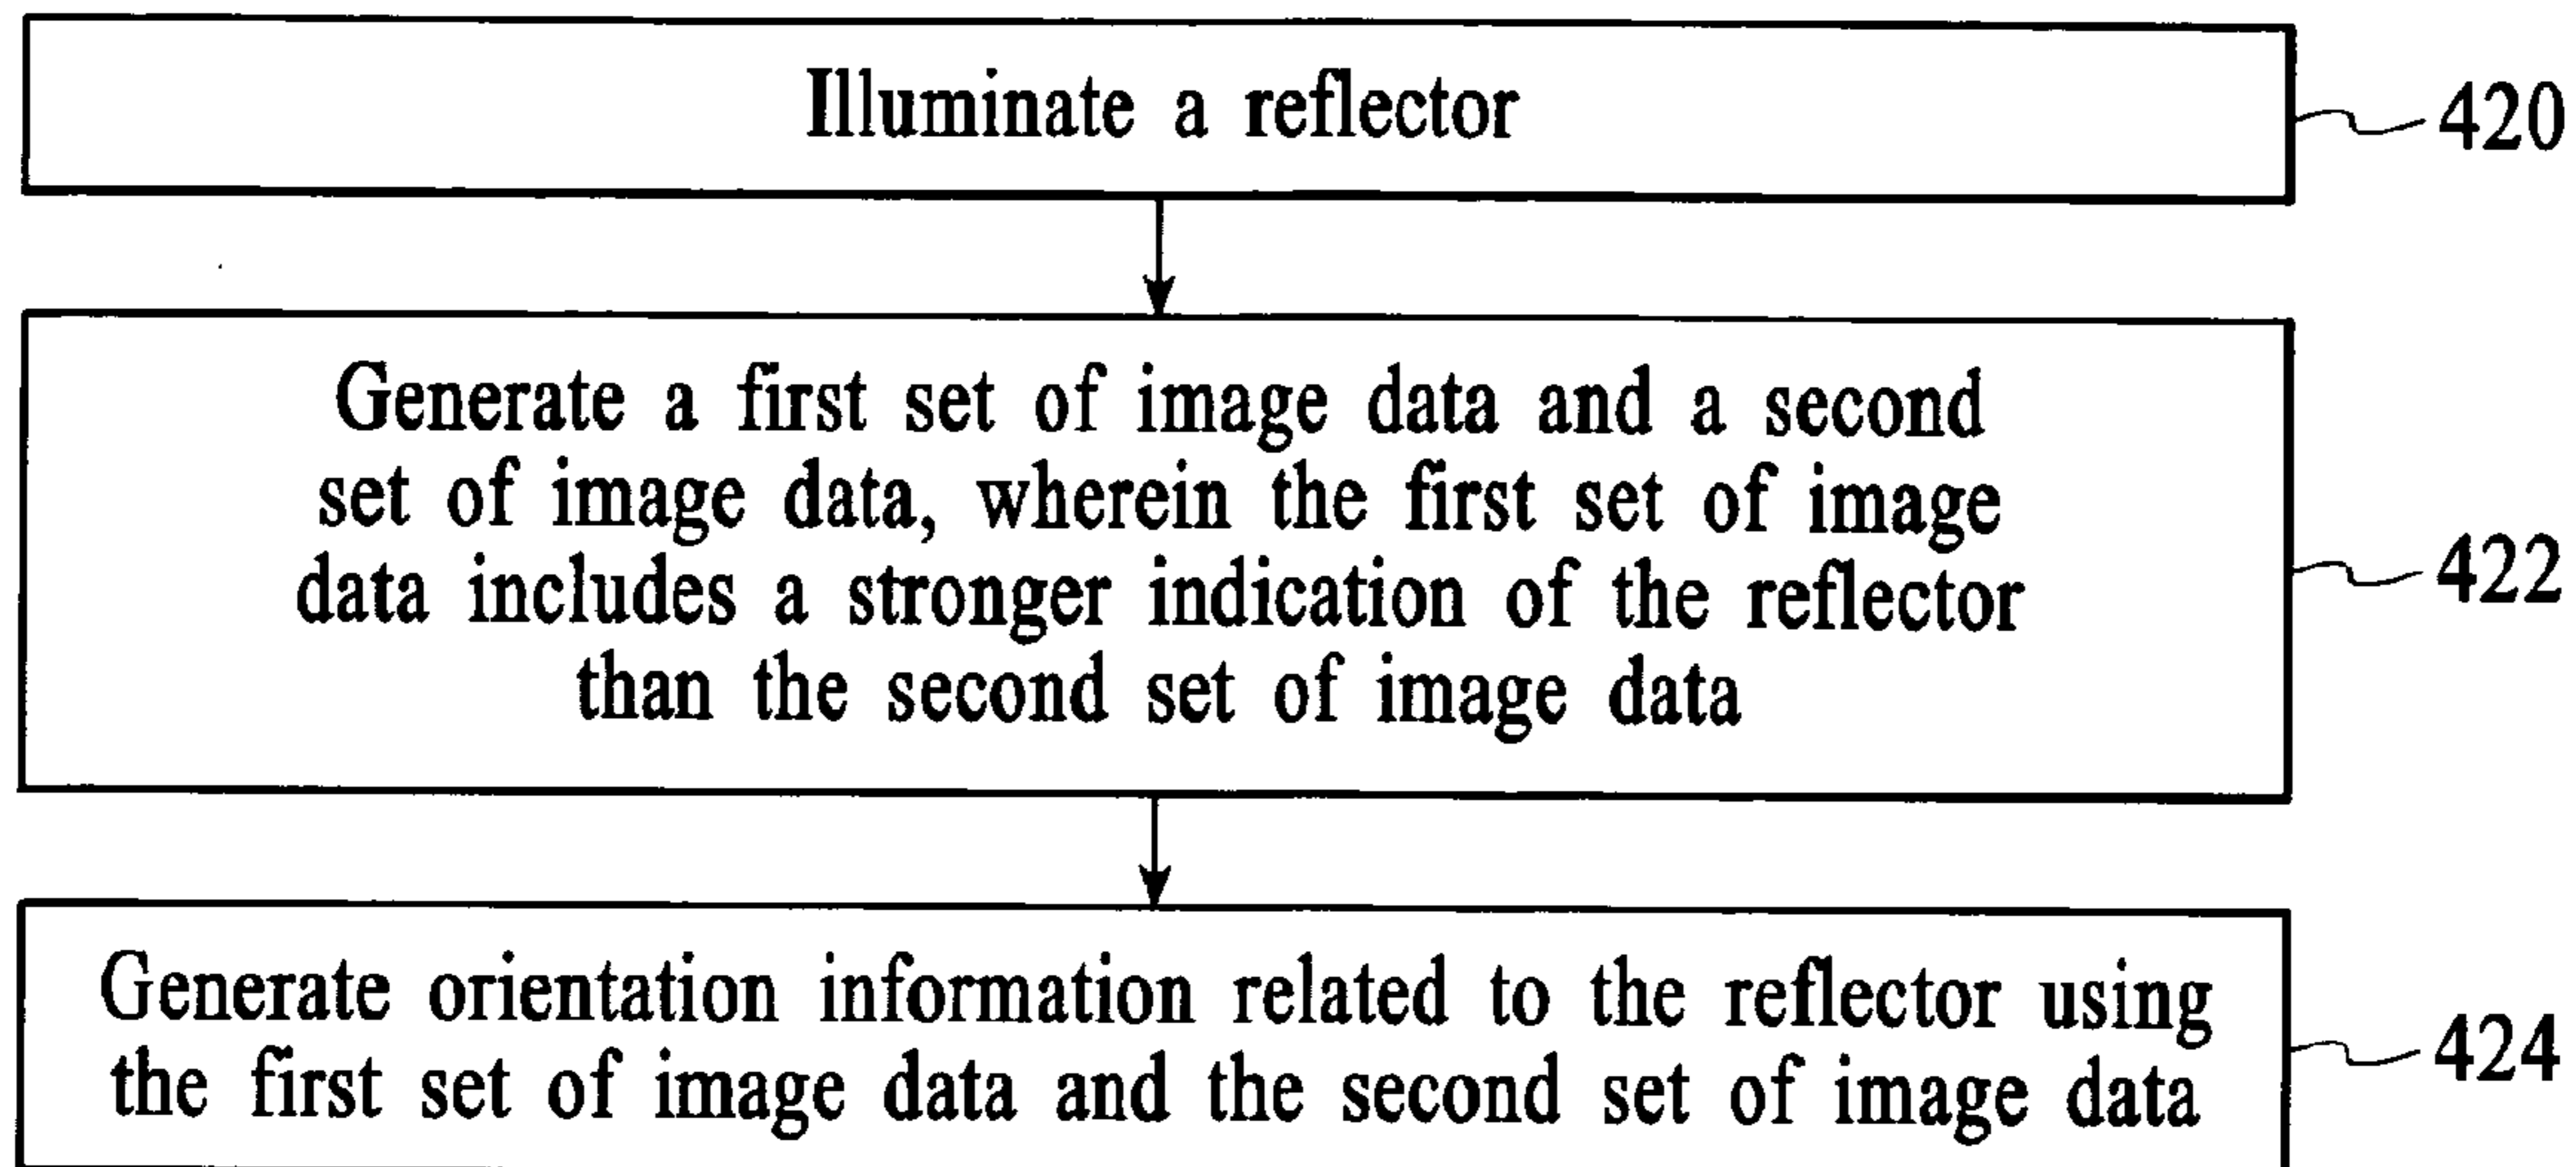 Illuminate a reflector
420
Generate a first set of image data and a second
set of image data, wherein the first set of image
data includes a stronger indication of the reflector
than the second set of image data
422
Generate orientation information related to the reflector using
the first set of image data and the second set of image data
424